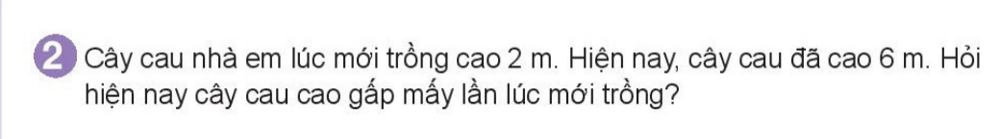 2 Cây cau nhà em lúc mới trồng cao 2 m. Hiện nay, cây cau đã cao 6 m. Hỏi
hiện nay cây cau cao gấp mấy lần lúc mới trồng?